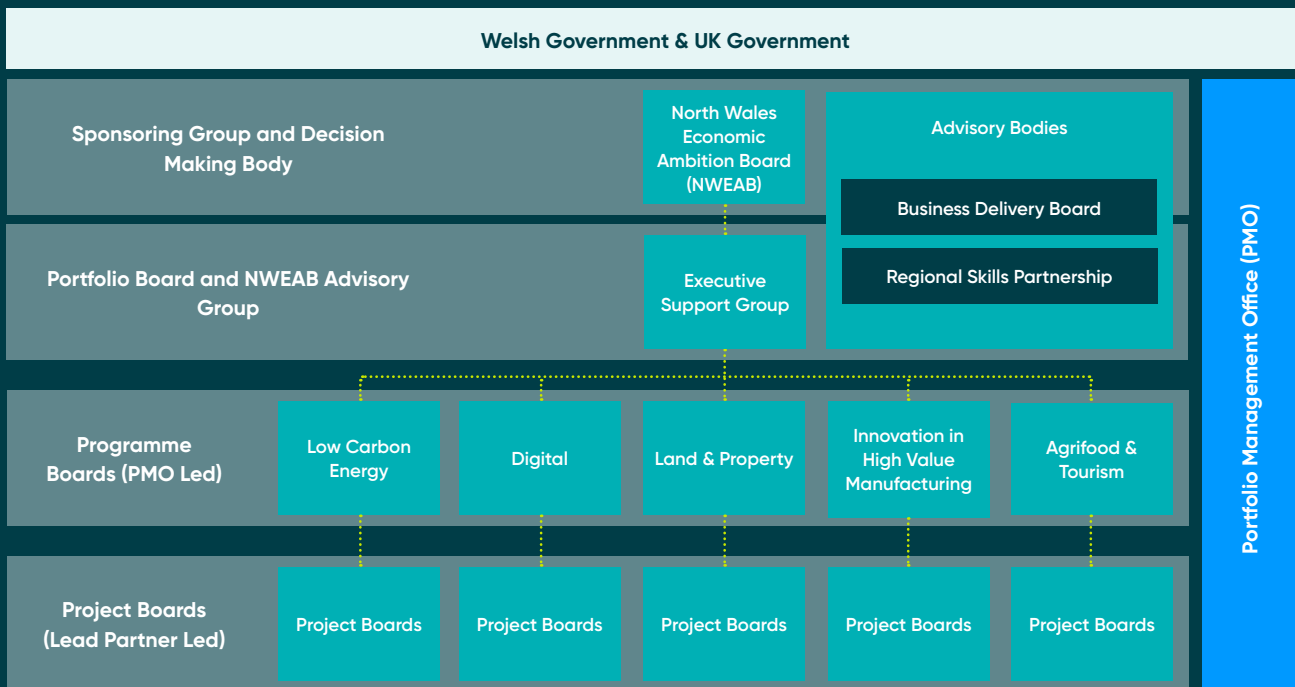 Welsh Government & UK Government
Sponsoring Group and Decision
Making Body
North Wales
Economic
Ambition Board
(NWEAB)
Advisory Bodies
Business Delivery Board
Regional Skills Partnership
Portfolio Board and NWEAB Advisory
Group
Executive
Support Group
Programme
Boards (PMO Led)
Low Carbon
Energy
Digital
Land & Property
Innovation in
High Value
Manufacturing
Agrifood &
Tourism
Project Boards
(Lead Partner Led)
Project Boards
Project Boards
Project Boards
Project Boards
Project Boards
Portfolio Management Office (PMO)